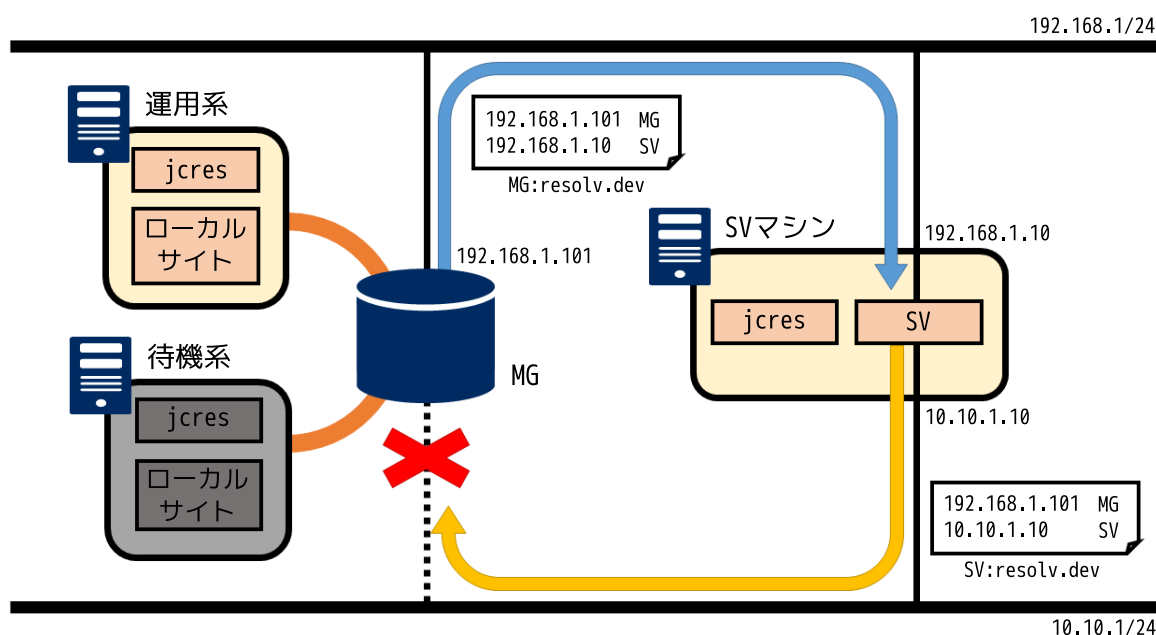 192.168.1/24
運用系
jcres
ローカル
サイト
192.168.1.101 MG
192.168.1.10 SV
MG:resolv.dev
192.168.1.101
SVマシン
192.168.1.10
jcres
SV
待機系
jcres
ローカル
サイト
MG
10.10.1.10
192.168.1.101 MG
10.10.1.10 SV
SV:resolv.dev
10.10.1/24